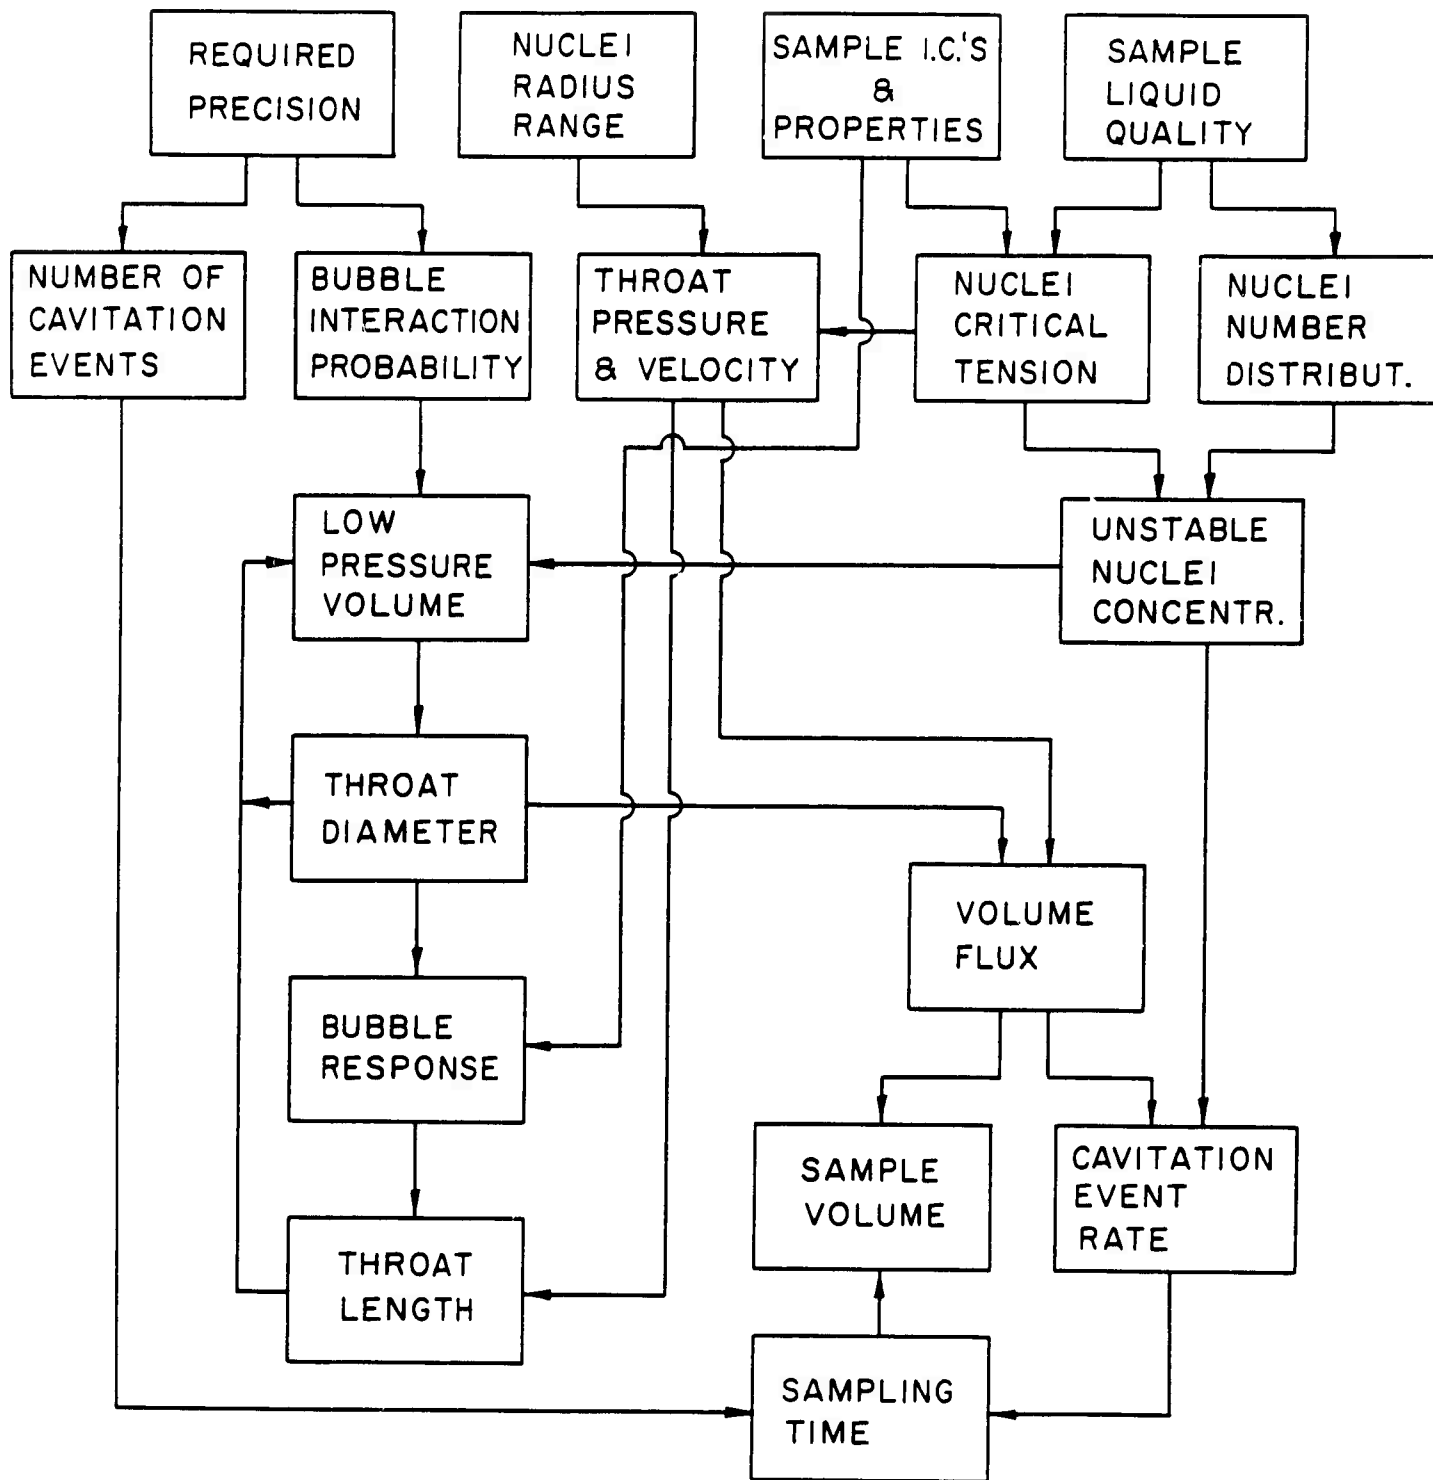 REQUIRED
PRECISION
NUCLEI
RADIUS
RANGE
SAMPLE I.C.'S
&
PROPERTIES
SAMPLE
LIQUID
QUALITY
NUMBER OF
CAVITATION
EVENTS
BUBBLE
INTERACTION
PROBABILITY
THROAT
PRESSURE
& VELOCITY
NUCLEI
CRITICAL
TENSION
NUCLEI
NUMBER
DISTRIBUT.
LOW
PRESSURE
VOLUME
UNSTABLE
NUCLEI
CONCENTR.
THROAT
DIAMETER
VOLUME
FLUX
BUBBLE
RESPONSE
SAMPLE
VOLUME
CAVITATION
EVENT
RATE
THROAT
LENGTH
SAMPLING
TIME